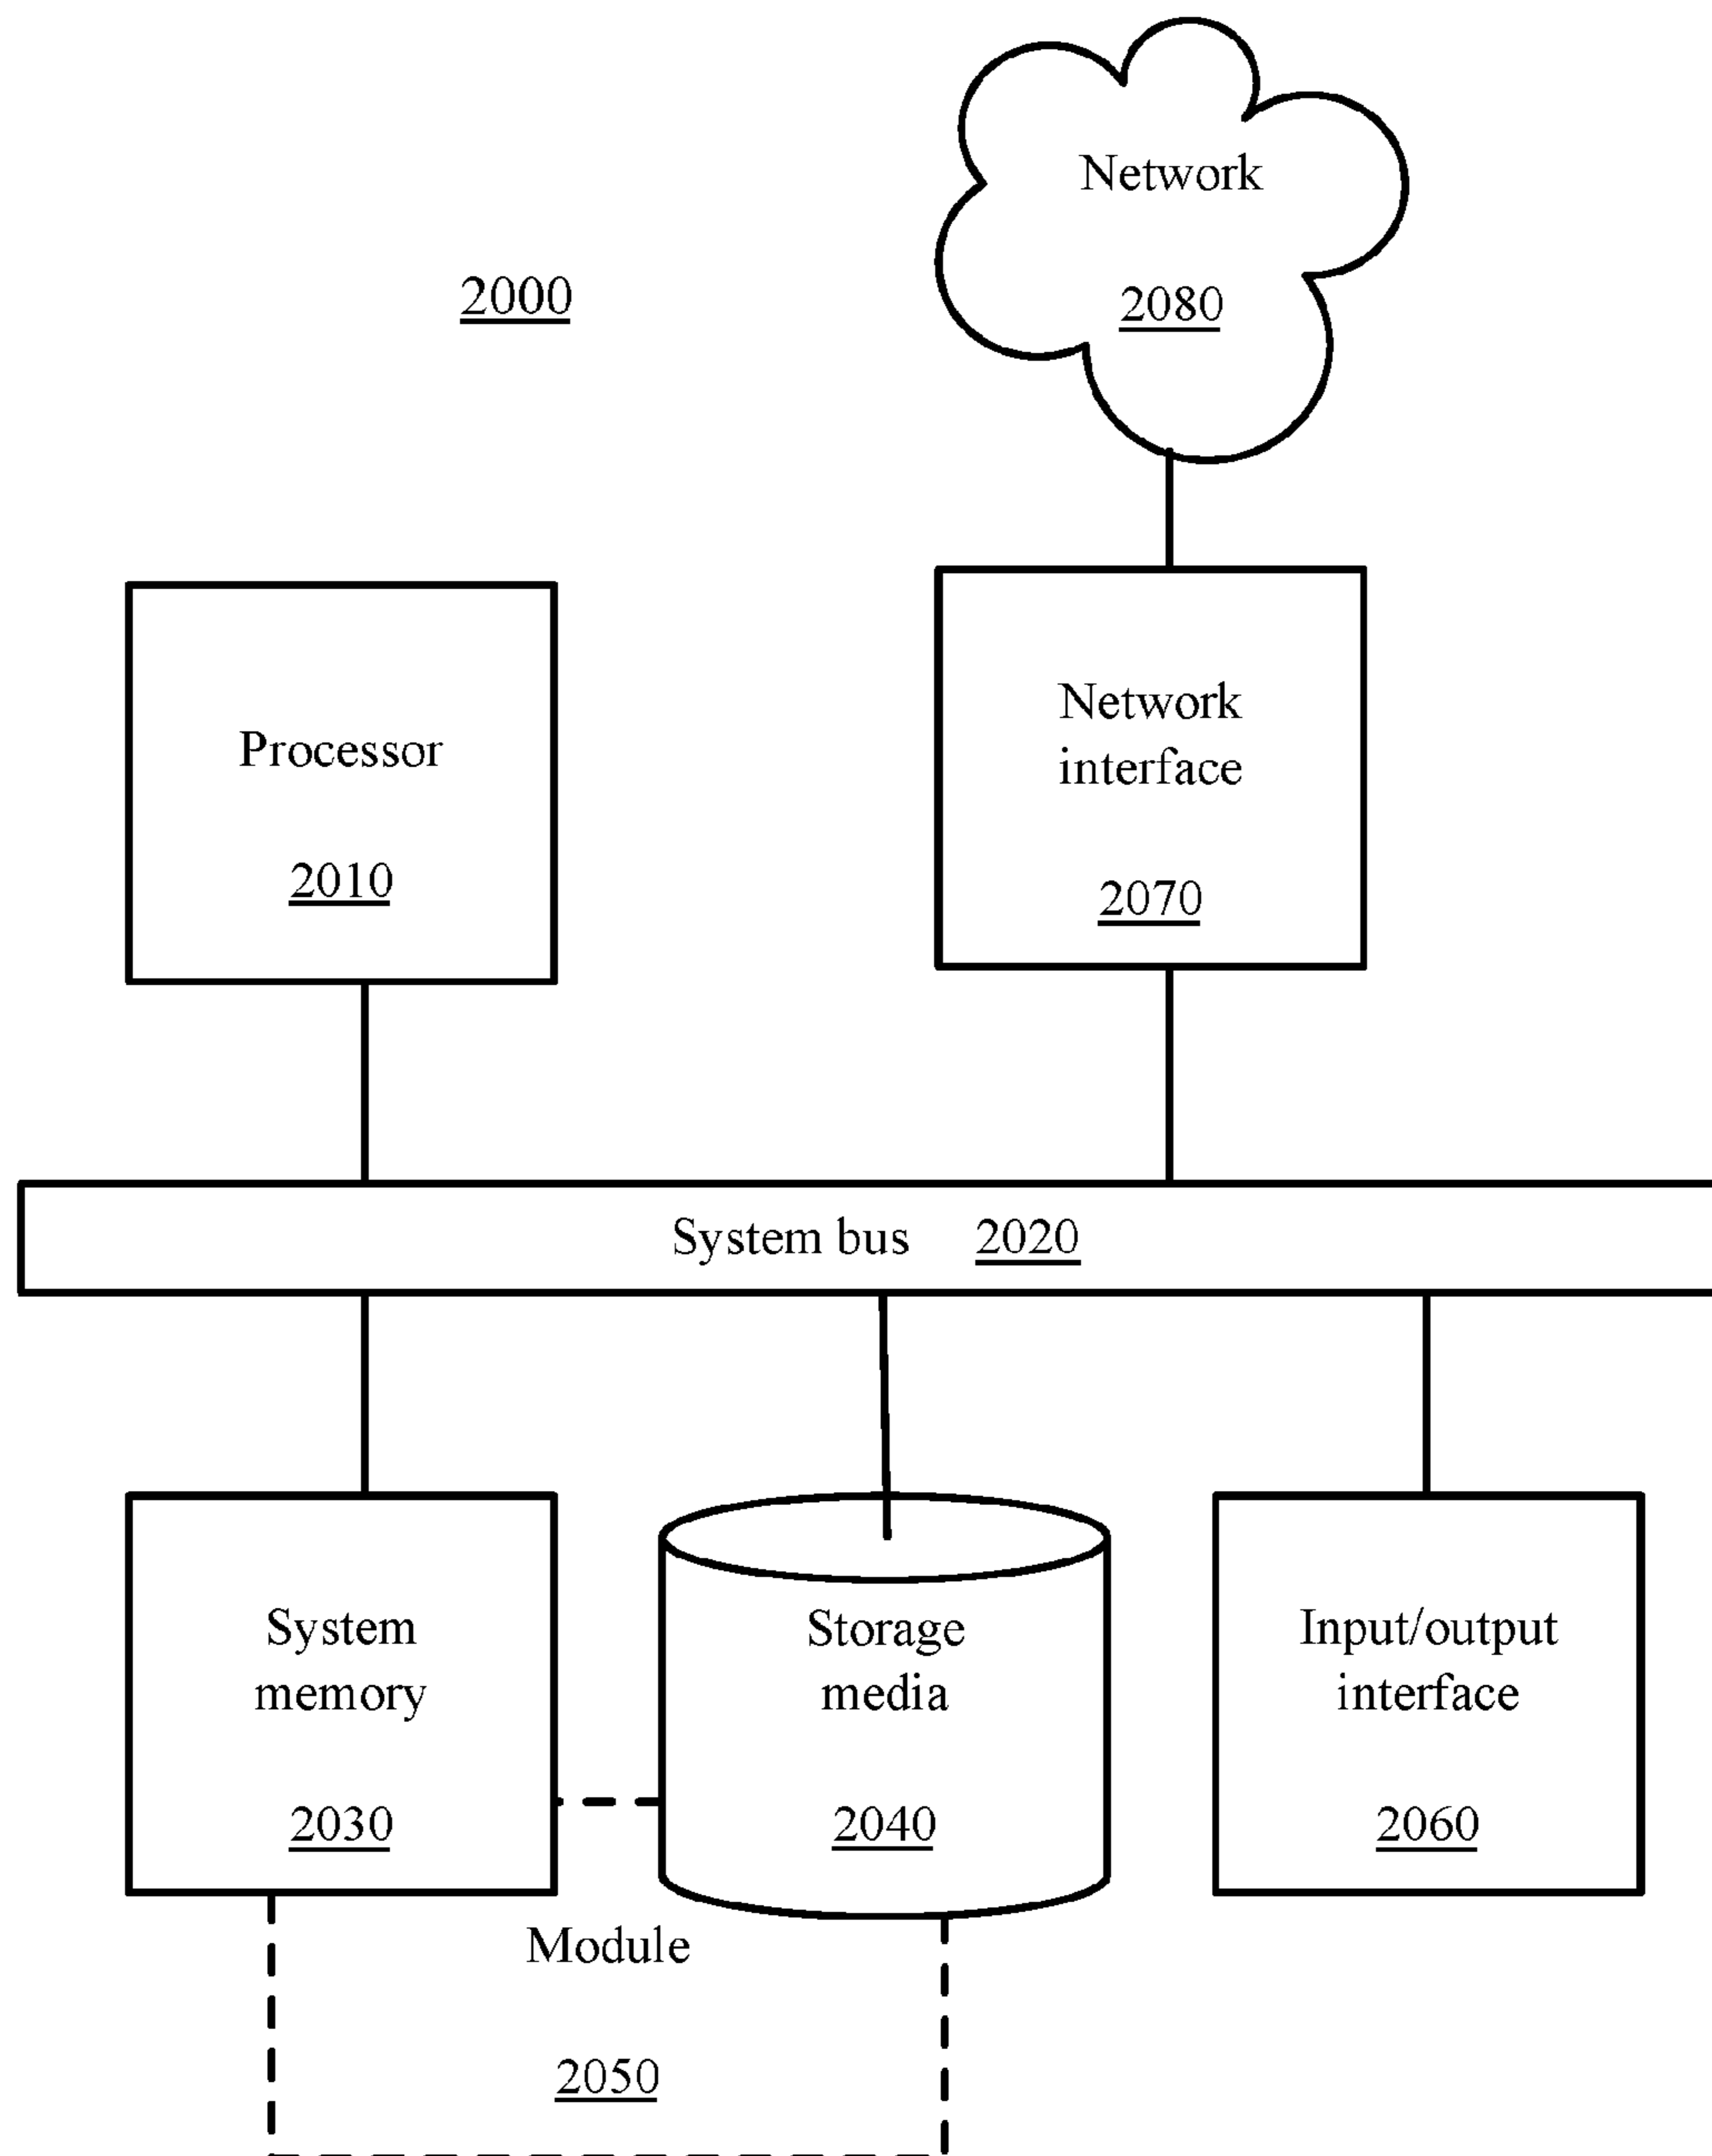 Network
2080
2000
Processor
2010
Network
interface
2070
System bus 2020
System
memory
2030
Storage
media
2040
Input/output
interface
2060
Module
2050